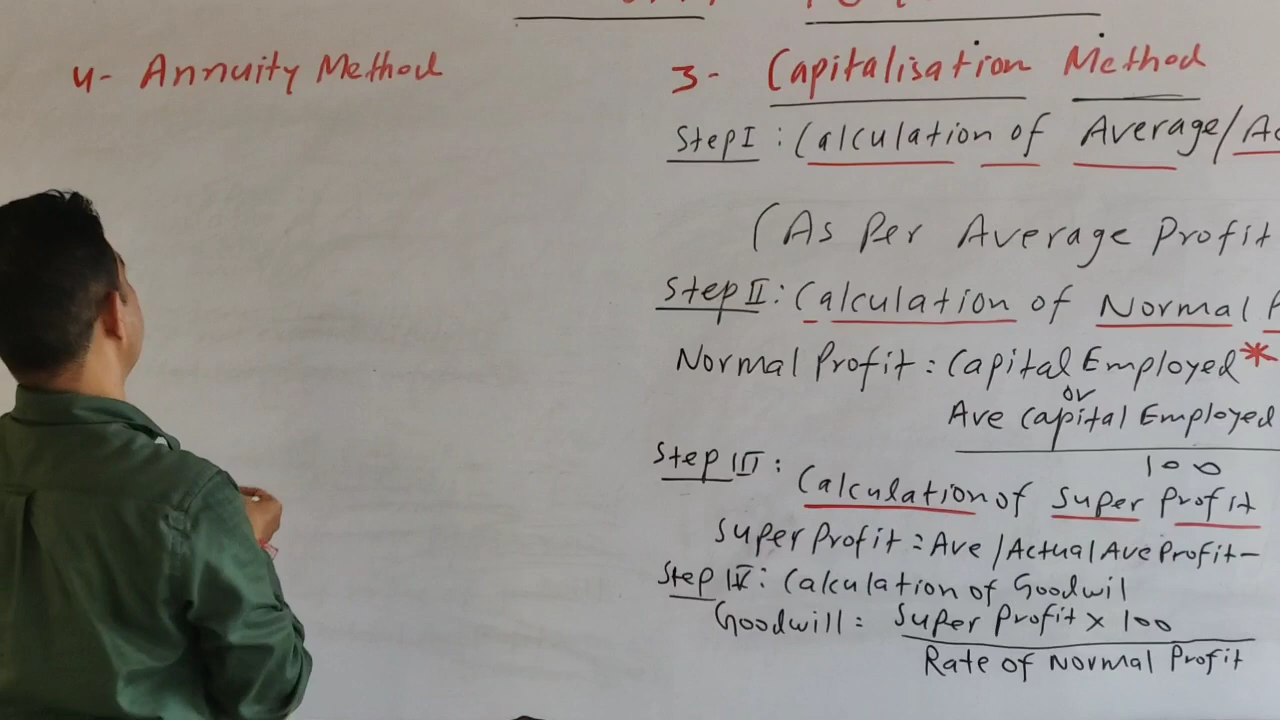 4- Annuity Method
3- Capitalisation Method
Step I : Calculation of Average/
(As Per Average Profit
Step II : Calculation of Normal
Normal Profit : Capital Employed*
or
Ave Capital Employed
100
Step III :
Calculation of Super Profit
Super Profit : Ave/Actual Ave Profit-
Step IV : Calculation of Goodwil
Goodwill : Super Profit x 100
Rate of Normal Profit